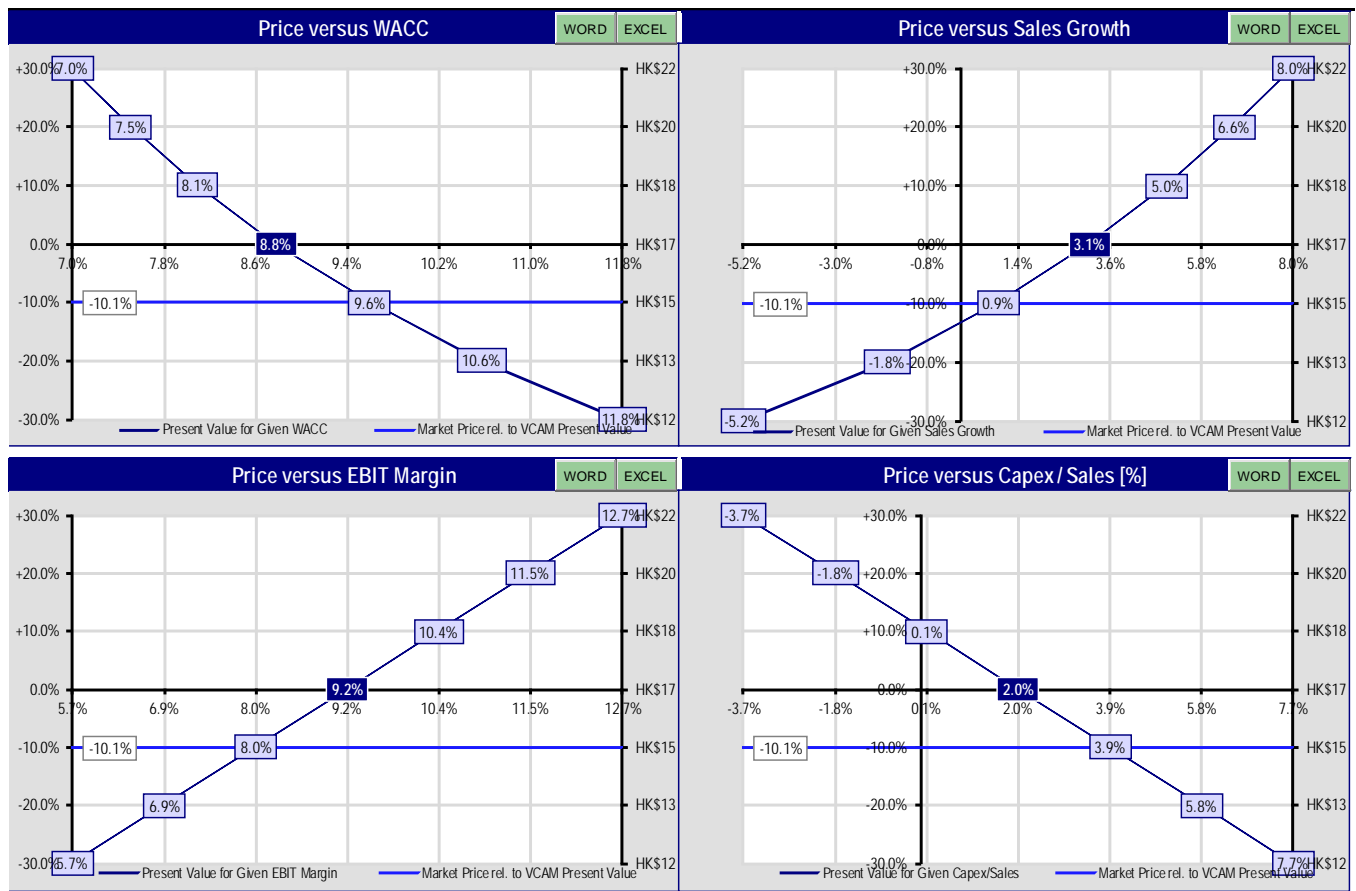 Price versus WACC WORD EXCEL
+30.0% 7.0% HK$22
+20.0% 7.5% HK$20
+10.0% 8.1% HK$18
0.0% 8.8% HK$17
7.0% 7.8% 8.6% 9.4% 10.2% 11.0% 11.8%
-10.0% -10.1% 9.6% HK$15
-20.0% 10.6% HK$13
-30.0% 11.8% HK$12
Present Value for Given WACC Market Price rel. to VCAM Present Value
Price versus Sales Growth WORD EXCEL
+30.0% 8.0% HK$22
+20.0% 6.6% HK$20
+10.0% 5.0% HK$18
0.0% 3.1% HK$17
-5.2% -3.0% -0.8% 1.4% 3.6% 5.8% 8.0%
-10.1% -10.0% 0.9% HK$15
-1.8% -20.0% HK$13
-5.2% -30.0% HK$12
Present Value for Given Sales Growth Market Price rel. to VCAM Present Value
Price versus EBIT Margin WORD EXCEL
+30.0% 12.7% HK$22
+20.0% 11.5% HK$20
+10.0% 10.4% HK$18
0.0% 9.2% HK$17
5.7% 6.9% 8.0% 9.2% 10.4% 11.5% 12.7%
-10.0% -10.1% 8.0% HK$15
-20.0% 6.9% HK$13
-30.0% 5.7% HK$12
Present Value for Given EBIT Margin Market Price rel. to VCAM Present Value
Price versus Capex / Sales [%] WORD EXCEL
-3.7% +30.0% HK$22
-1.8% +20.0% HK$20
+10.0% 0.1% HK$18
0.0% 2.0% HK$17
-3.7% -1.8% 0.1% 2.0% 3.9% 5.8% 7.7%
-10.1% -10.0% 3.9% HK$15
-20.0% 5.8% HK$13
-30.0% 7.7% HK$12
Present Value for Given Capex/Sales Market Price rel. to VCAM Present Value